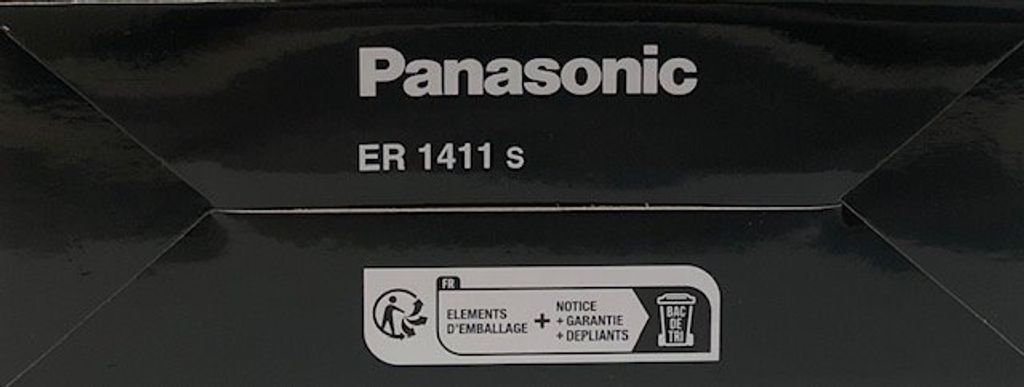 Panasonic
ER 1411 s
FR
ELEMENTS
D'EMBALLAGE
+
NOTICE
+ GARANTIE
+ DEPLIANTS
BAC
DE
TRI